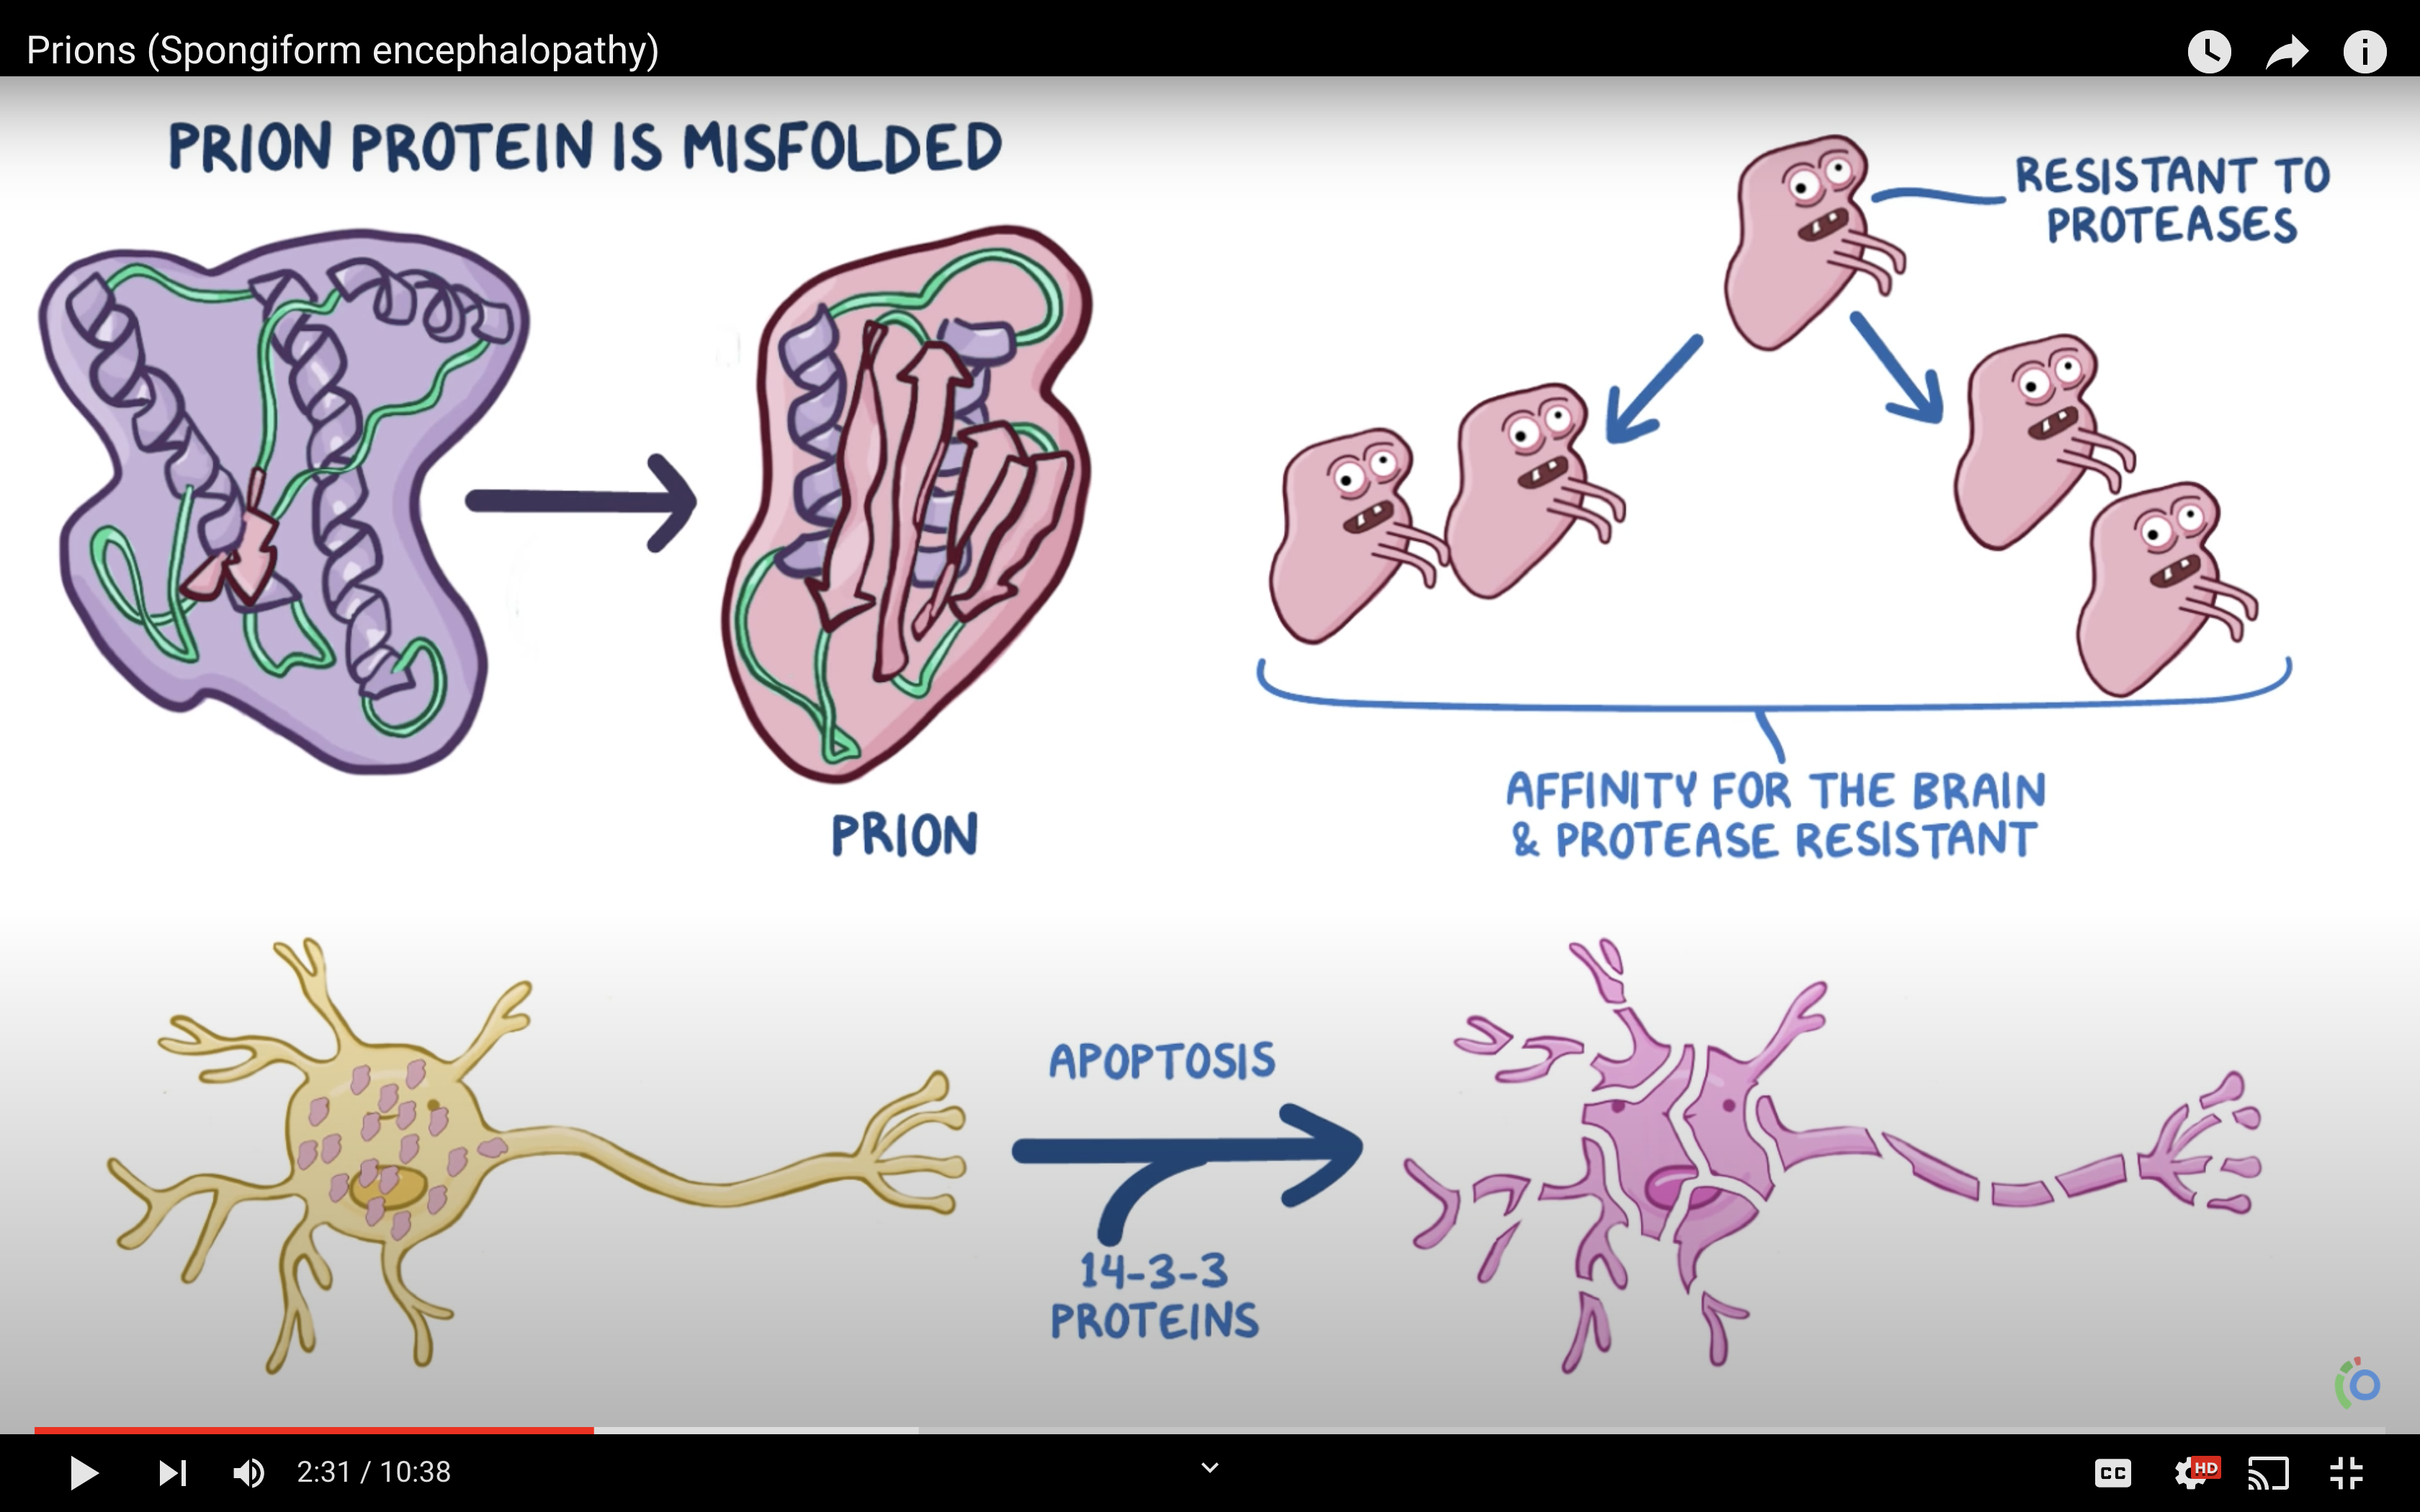 Prions (Spongiform encephalopathy)
PRION PROTEIN IS MISFOLDED
RESISTANT TO
PROTEASES
PRION
AFFINITY FOR THE BRAIN
& PROTEASE RESISTANT
APOPTOSIS
14-3-3
PROTEINS
2:31 / 10:38
CC
HD